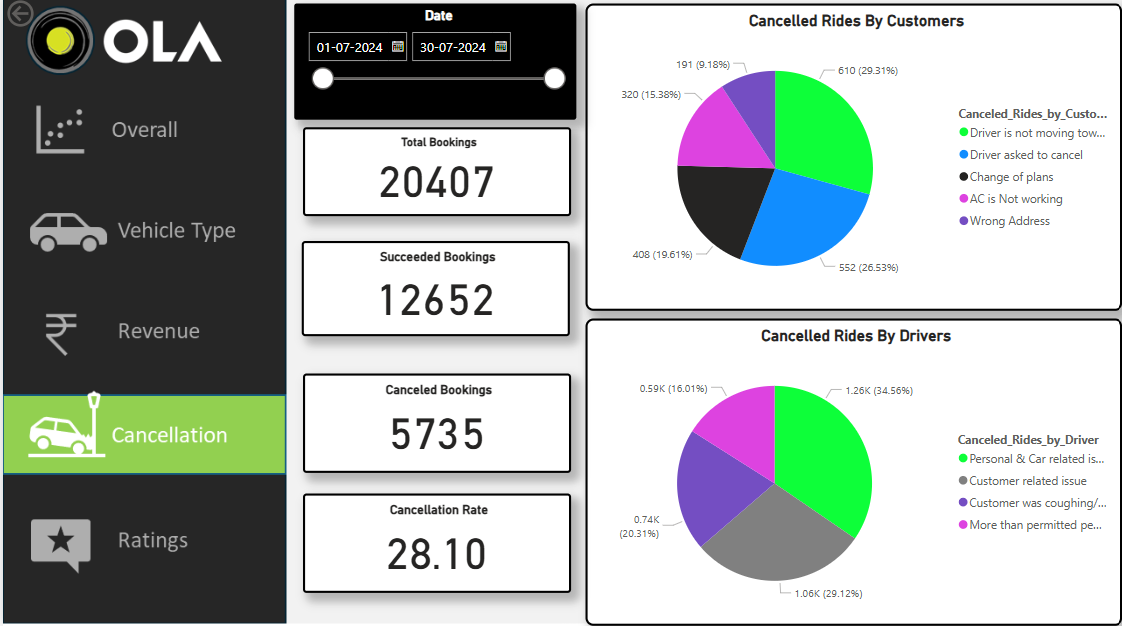 OLA
Overall
Vehicle Type
Revenue
Cancellation
Ratings
Date
01-07-2024
30-07-2024
Total Bookings
20407
Succeeded Bookings
12652
Canceled Bookings
5735
Cancellation Rate
28.10
Cancelled Rides By Customers
191 (9.18%)
610 (29.31%)
320 (15.38%)
408 (19.61%)
552 (26.53%)
Canceled_Rides_by_Custo...
Driver is not moving tow...
Driver asked to cancel
Change of plans
AC is Not working
Wrong Address
Cancelled Rides By Drivers
0.59K (16.01%)
1.26K (34.56%)
0.74K
(20.31%)
1.06K (29.12%)
Canceled_Rides_by_Driver
Personal & Car related is...
Customer related issue
Customer was coughing/...
More than permitted pe...